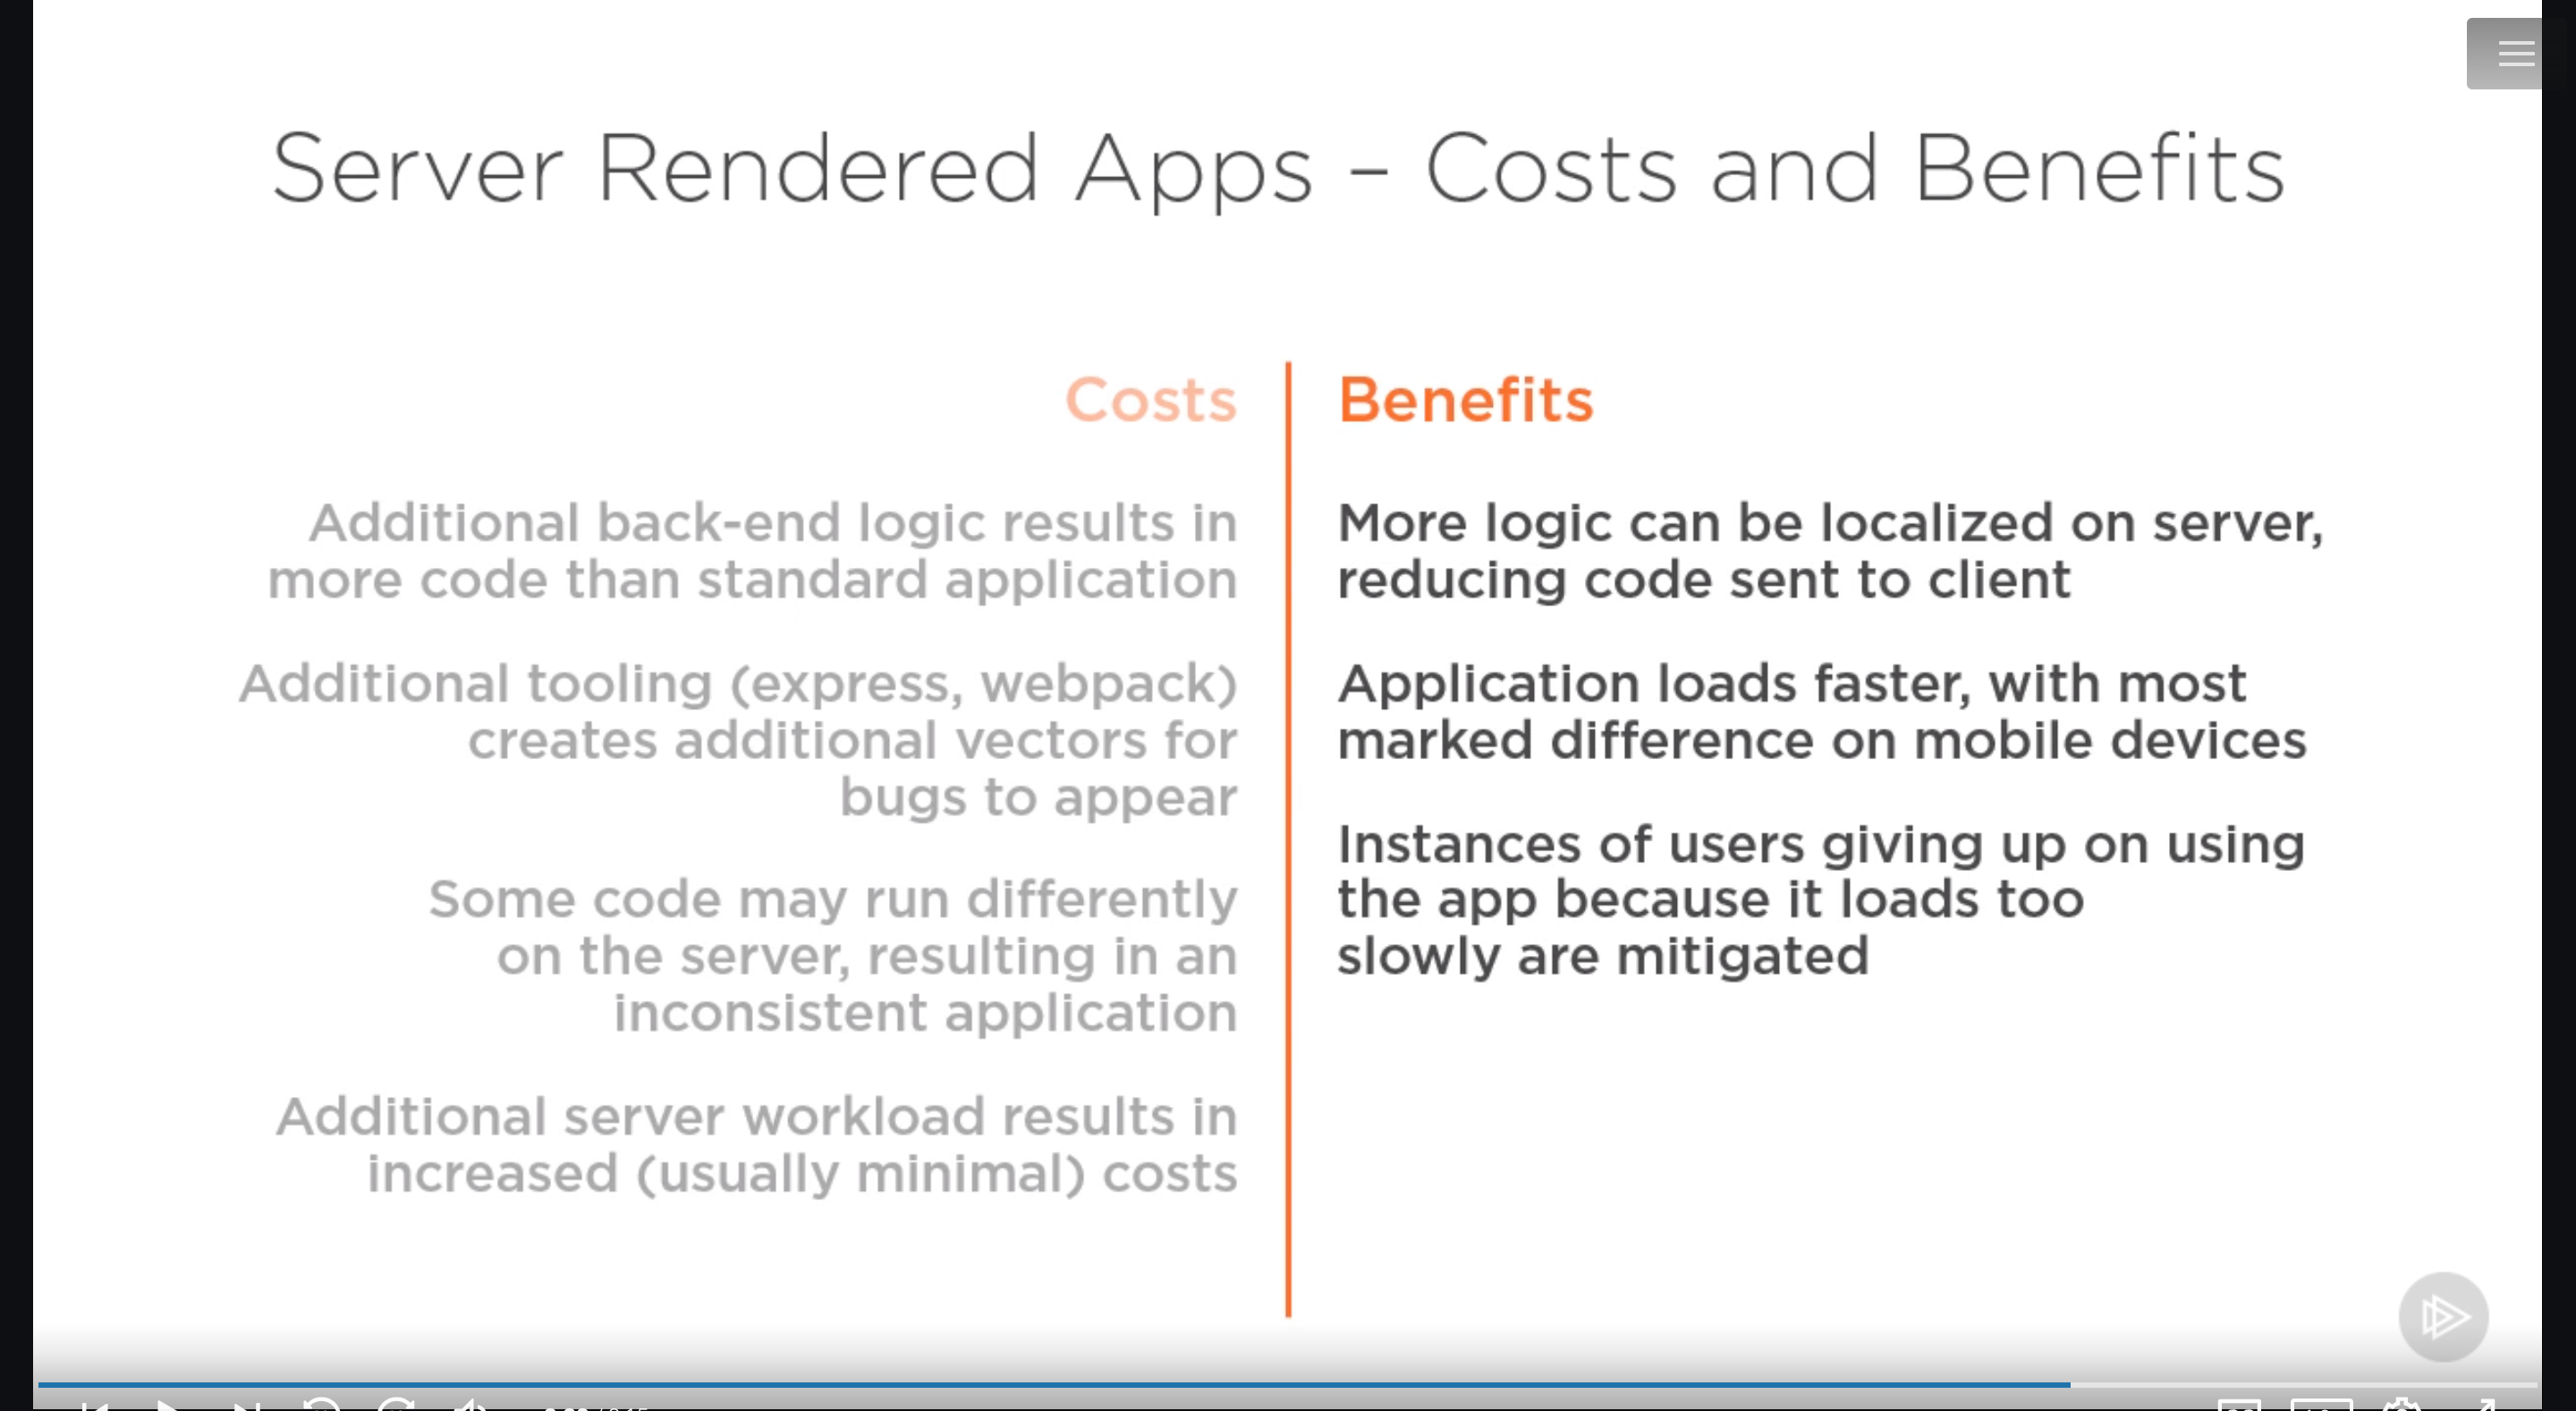 Server Rendered Apps – Costs and Benefits
Costs
Additional back-end logic results in
more code than standard application
Additional tooling (express, webpack)
creates additional vectors for
bugs to appear
Some code may run differently
on the server, resulting in an
inconsistent application
Additional server workload results in
increased (usually minimal) costs
Benefits
More logic can be localized on server,
reducing code sent to client
Application loads faster, with most
marked difference on mobile devices
Instances of users giving up on using
the app because it loads too
slowly are mitigated